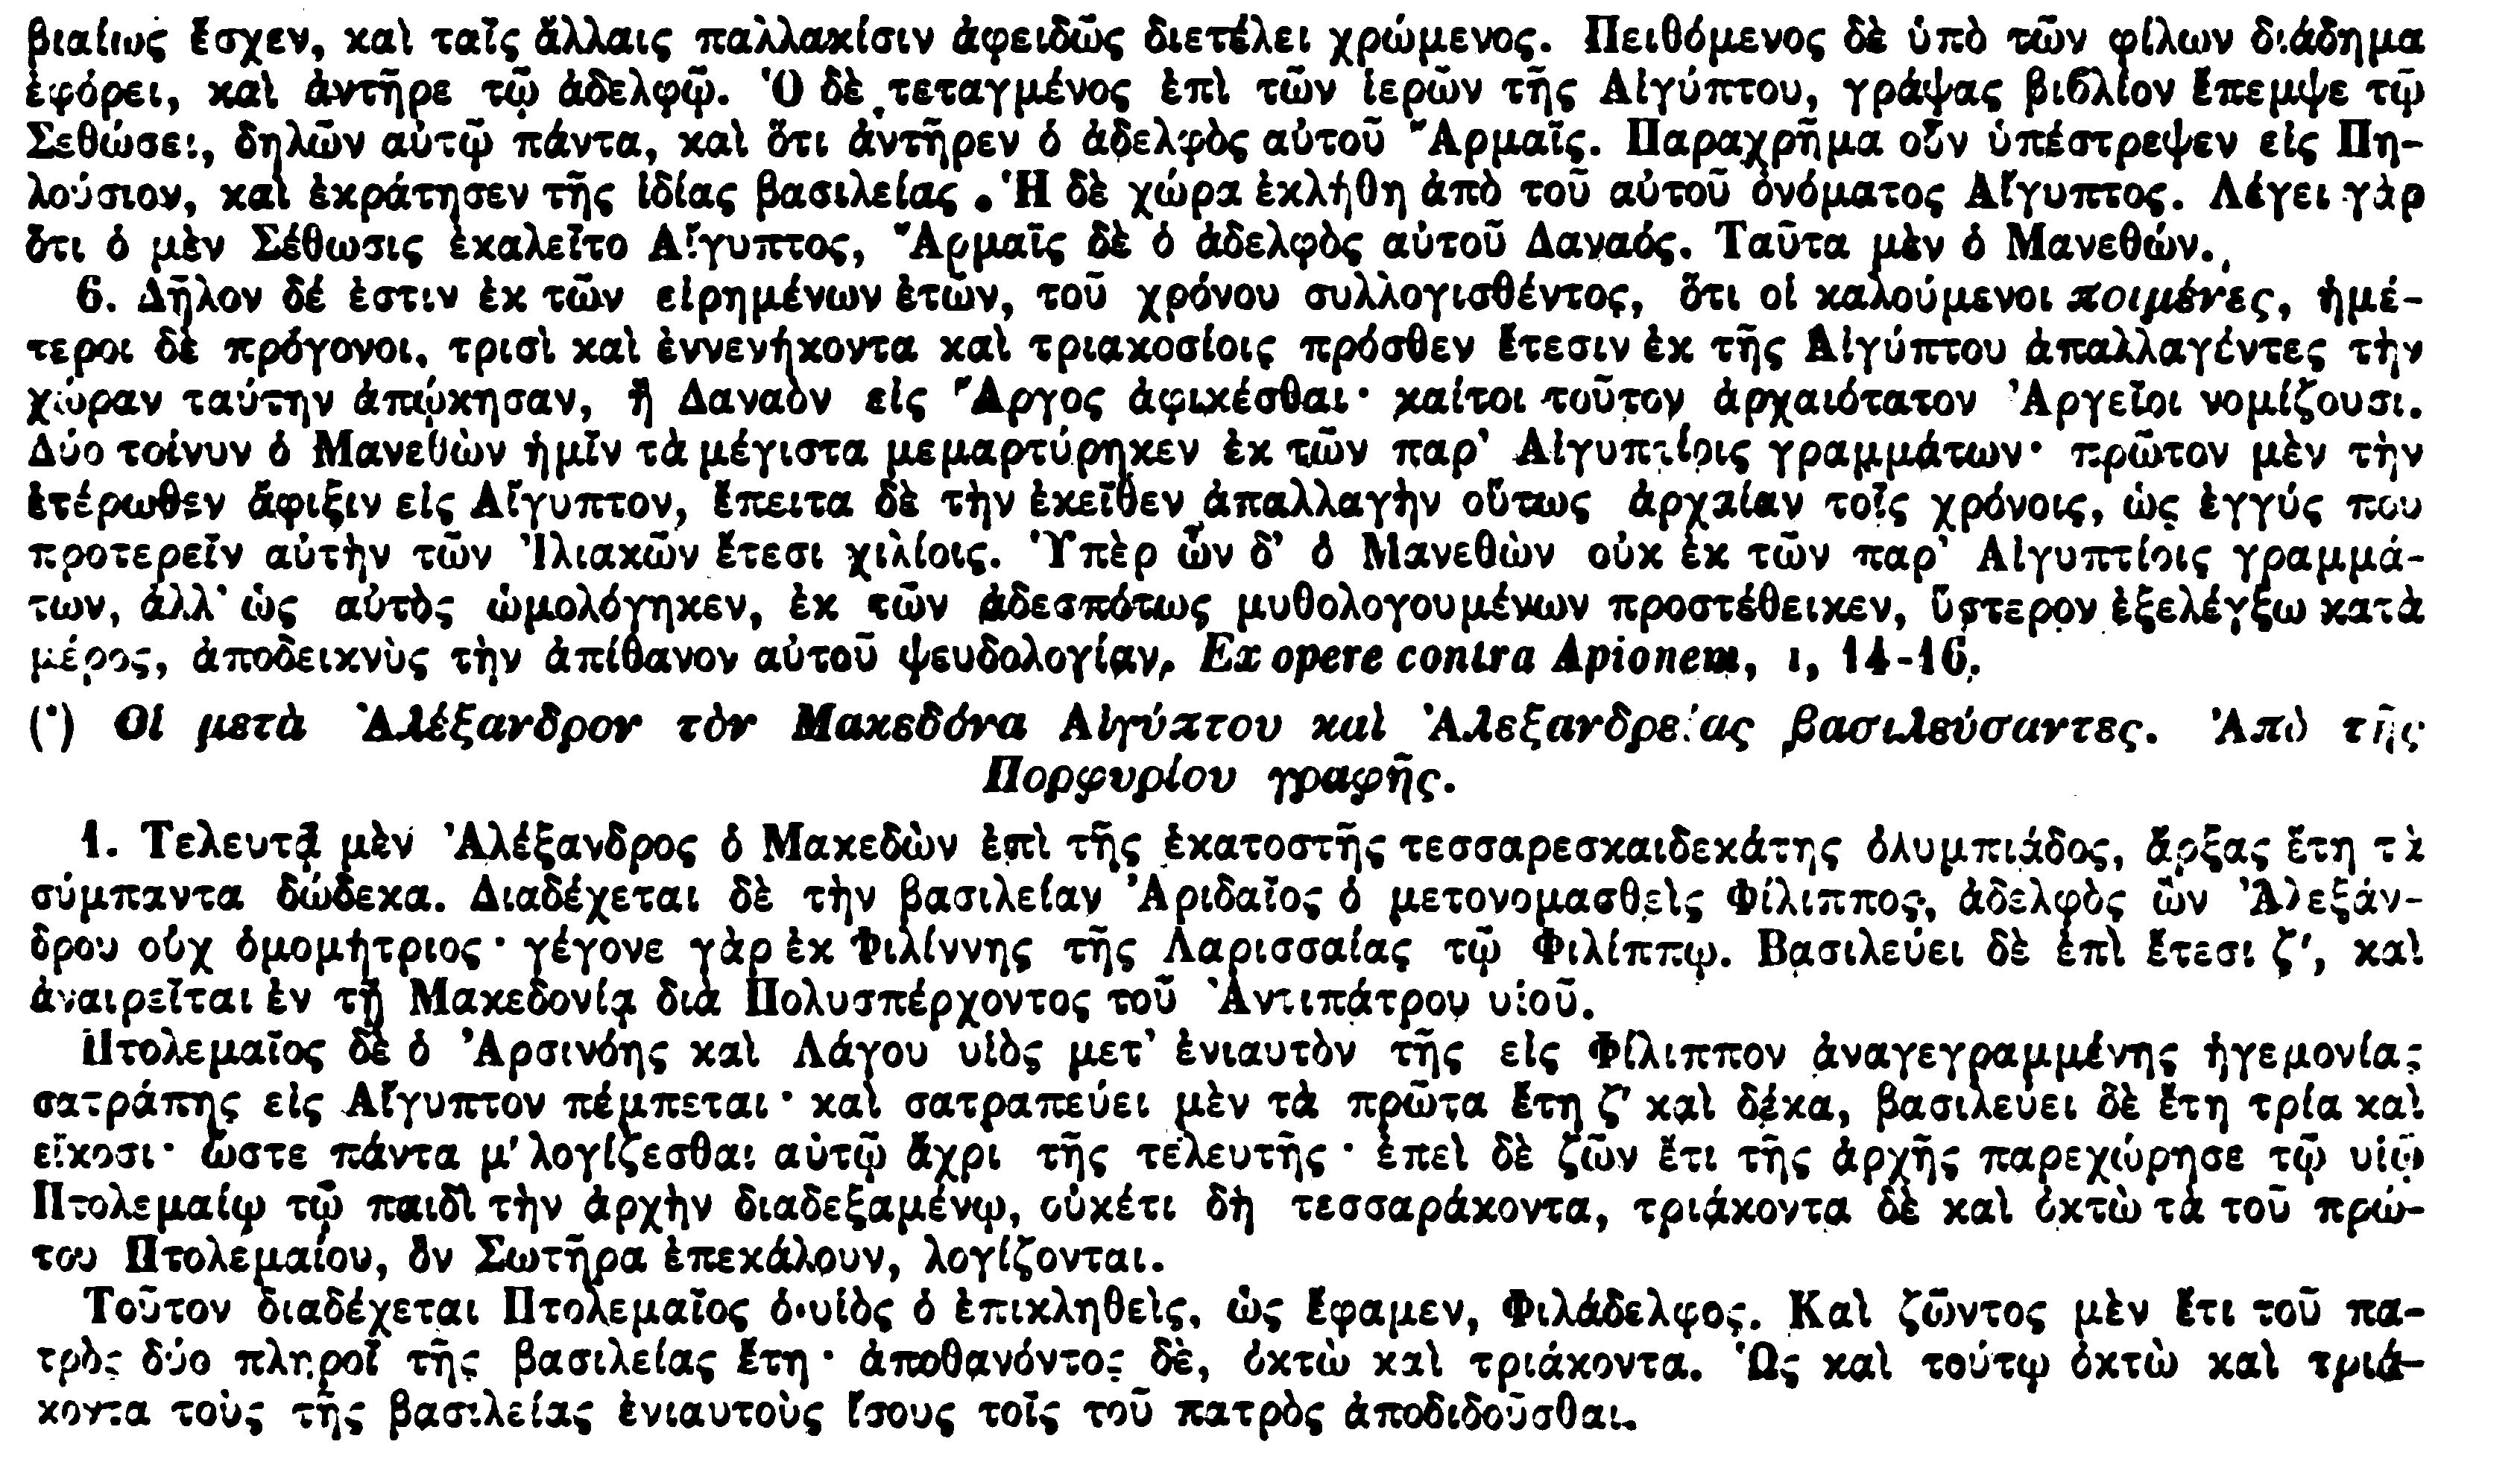 βιαίως ἔσχεν, καὶ ταῖς ἄλλαις παλλακίσιν ἀφειδῶς διετέλει χρώμενος. Πειθόμενος δὲ ὑπὸ τῶν φίλων διάδημα
ἐφόρει, καὶ ἀντῆρε τῷ ἀδελφῷ. Ὁ δὲ τεταγμένος ἐπὶ τῶν ἱερῶν τῆς Αἰγύπτου, γράψας βιβλίον ἔπεμψε τῷ
Σεθώσει, δηλῶν αὐτῷ πάντα, καὶ ὅτι ἀντῆρεν ὁ ἀδελφὸς αὐτοῦ Ἅρμαῖς. Παραχρῆμα οὖν ὑπέστρεψεν εἰς Πη-
λούσιον, καὶ ἐκράτησεν τῆς ἰδίας βασιλείας. Ἡ δὲ χώρα ἐκλήθη ἀπὸ τοῦ αὐτοῦ ὀνόματος Αἴγυπτος. Λέγει γὰρ
ὅτι ὁ μὲν Σέθωσις ἐκαλεῖτο Αἴγυπτος, Ἅρμαῖς δὲ ὁ ἀδελφὸς αὐτοῦ Δαναός. Ταῦτα μὲν ὁ Μανεθών.
6. Δῆλον δέ ἐστιν ἐκ τῶν εἰρημένων ἐτῶν, τοῦ χρόνου συλλογισθέντος, ὅτι οἱ καλούμενοι ποιμένες, ἡμέ-
τεροι δὲ πρόγονοι, τρισὶ καὶ ἐννενήκοντα καὶ τριακοσίοις πρόσθεν ἔτεσιν ἐκ τῆς Αἰγύπτου ἀπαλλαγέντες τὴν
χώραν ταύτην ἀπῴκησαν, ἢ Δαναὸν εἰς Ἄργος ἀφικέσθαι· καίτοι τοῦτον ἀρχαιότατον Ἀργεῖοι νομίζουσι.
Δύο τοίνυν ὁ Μανεθὼν ἡμῖν τὰ μέγιστα μεμαρτύρηκεν ἐκ τῶν παρ' Αἰγυπτίοις γραμμάτων· πρῶτον μὲν τὴν
ἑτέρωθεν ἄφιξιν εἰς Αἴγυπτον, ἔπειτα δὲ τὴν ἐκεῖθεν ἀπαλλαγὴν οὕτως ἀρχαίαν τοῖς χρόνοις, ὡς ἐγγύς που
προτερεῖν αὐτὴν τῶν Ἰλιακῶν ἔτεσι χιλίοις. Ὑπὲρ ὧν δ' ὁ Μανεθὼν οὐκ ἐκ τῶν παρ' Αἰγυπτίοις γραμμά-
των, ἀλλ' ὡς αὐτὸς ὡμολόγηκεν, ἐκ τῶν ἀδεσπότως μυθολογουμένων προστέθεικεν, ὕστερον ἐξελέγξω κατὰ
μέρος, ἀποδεικνὺς τὴν ἀπίθανον αὐτοῦ ψευδολογίαν. Ex opere contra Apionem, I, 14-16.
(*) Οἱ μετὰ Ἀλέξανδρον τὸν Μακεδόνα Αἰγύπτου καὶ Ἀλεξανδρείας βασιλεύσαντες. Ἀπὸ τῆς
Πορφυρίου γραφῆς.
1. Τελευτᾷ μὲν Ἀλέξανδρος ὁ Μακεδὼν ἐπὶ τῆς ἑκατοστῆς τεσσαρεσκαιδεκάτης ὀλυμπιάδος, ἄρξας ἔτη τὰ
σύμπαντα δώδεκα. Διαδέχεται δὲ τὴν βασιλείαν Ἀριδαῖος ὁ μετονομασθεὶς Φίλιππος, ἀδελφὸς ὢν Ἀλεξάν-
δρου οὐχ ὁμομήτριος· γέγονε γὰρ ἐκ Φιλίννης τῆς Λαρισσαίας τῷ Φιλίππῳ. Βασιλεύει δὲ ἐπὶ ἔτεσι ζ', καὶ
ἀναιρεῖται ἐν τῇ Μακεδονίᾳ διὰ Πολυσπέρχοντος τοῦ Ἀντιπάτρου υἱοῦ.
Πτολεμαῖος δὲ ὁ Ἀρσινόης καὶ Λάγου υἱὸς μετ' ἐνιαυτὸν τῆς εἰς Φίλιππον ἀναγεγραμμένης ἡγεμονίας
σατράπης εἰς Αἴγυπτον πέμπεται· καὶ σατραπεύει μὲν τὰ πρῶτα ἔτη ζ' καὶ δέκα, βασιλεύει δὲ ἔτη τρία καὶ
εἴκοσι· ὥστε πάντα μ' λογίζεσθαι αὐτῷ ἄχρι τῆς τελευτῆς· ἐπεὶ δὲ ζῶν ἔτι τῆς ἀρχῆς παρεχώρησε τῷ υἱῷ
Πτολεμαίῳ τῷ παιδὶ τὴν ἀρχὴν διαδεξαμένῳ, οὐκέτι δὴ τεσσαράκοντα, τριάκοντα δὲ καὶ ὀκτὼ τὰ τοῦ πρώ-
του Πτολεμαίου, ὃν Σωτῆρα ἐπεκάλουν, λογίζονται.
Τοῦτον διαδέχεται Πτολεμαῖος ὁ υἱὸς ὁ ἐπικληθεὶς, ὡς ἔφαμεν, Φιλάδελφος. Καὶ ζῶντος μὲν ἔτι τοῦ πα-
τρὸς δύο πληροῖ τῆς βασιλείας ἔτη· ἀποθανόντος δὲ, ὀκτὼ καὶ τριάκοντα. Ὡς καὶ τούτῳ ὀκτὼ καὶ τριά-
κοντα τοὺς τῆς βασιλείας ἐνιαυτοὺς ἴσους τοῖς τοῦ πατρὸς ἀποδιδοῦσθαι.